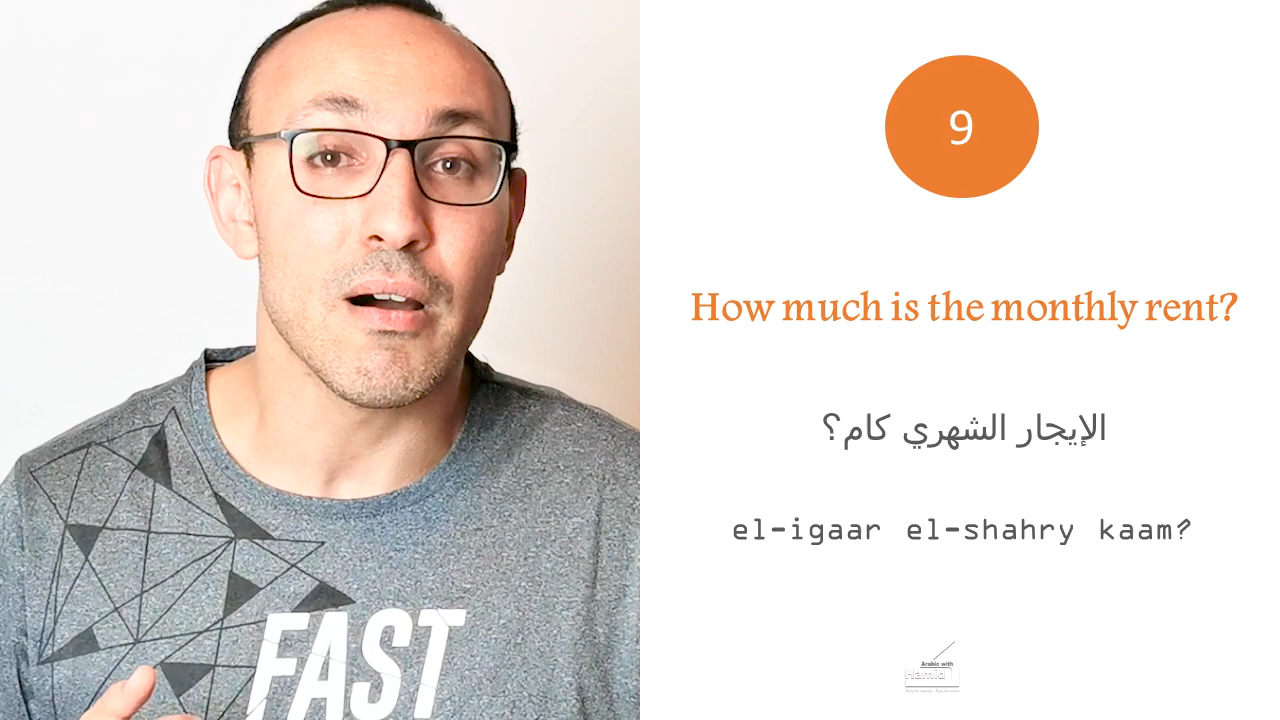 FAST
9
How much is the monthly rent?
الإيجار الشهري كام؟
el-igaar el-shahry kaam?
Arabic with
Hamid